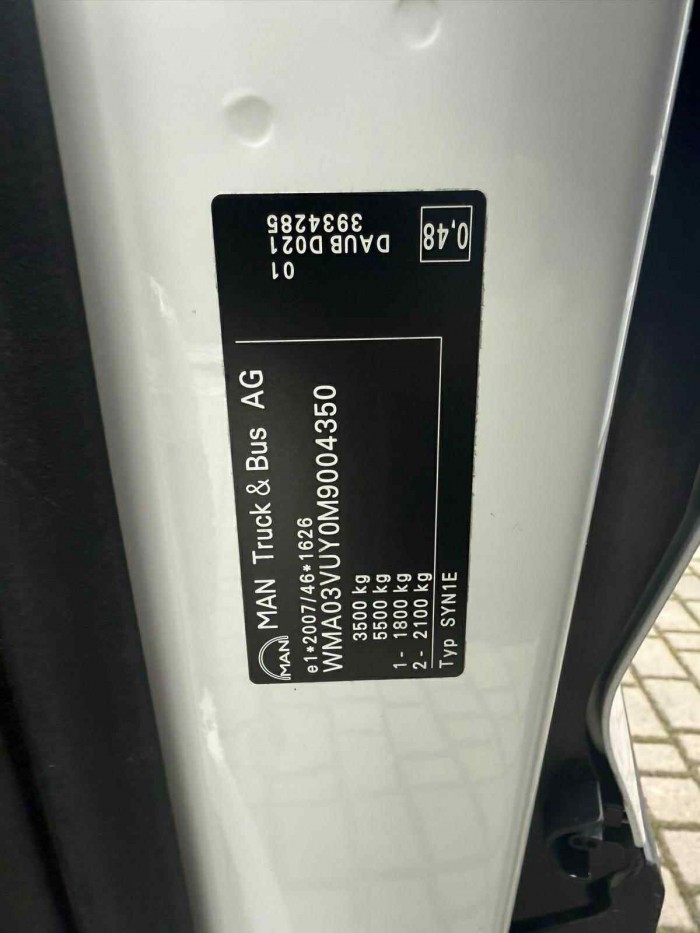 MAN
MAN Truck & Bus AG
e1*2007/46*1626
WMA03VUY0M9004350
3500 kg
5500 kg
1- 1800 kg
2- 2100 kg
Typ SYN1E
01
DAUB D021
3934285
0,48